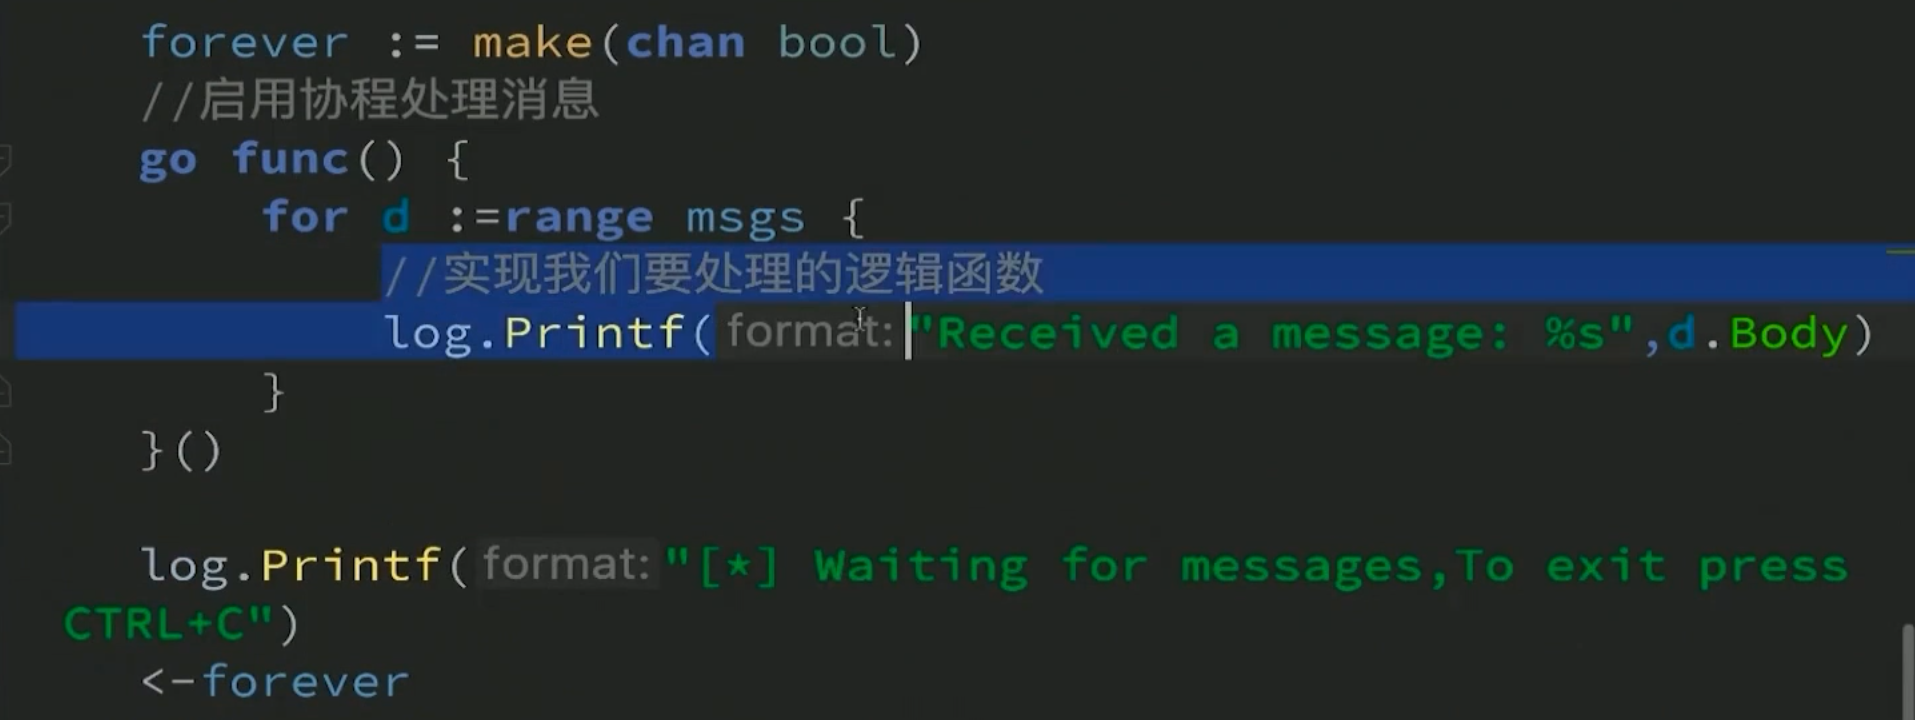 forever := make(chan bool)
//启用协程处理消息
go func() {
for d :=range msgs {
//实现我们要处理的逻辑函数
log.Printf( format: "Received a message: %s",d.Body)
}
}()
log.Printf( format: "[*] Waiting for messages,To exit press
CTRL+C")
<-forever